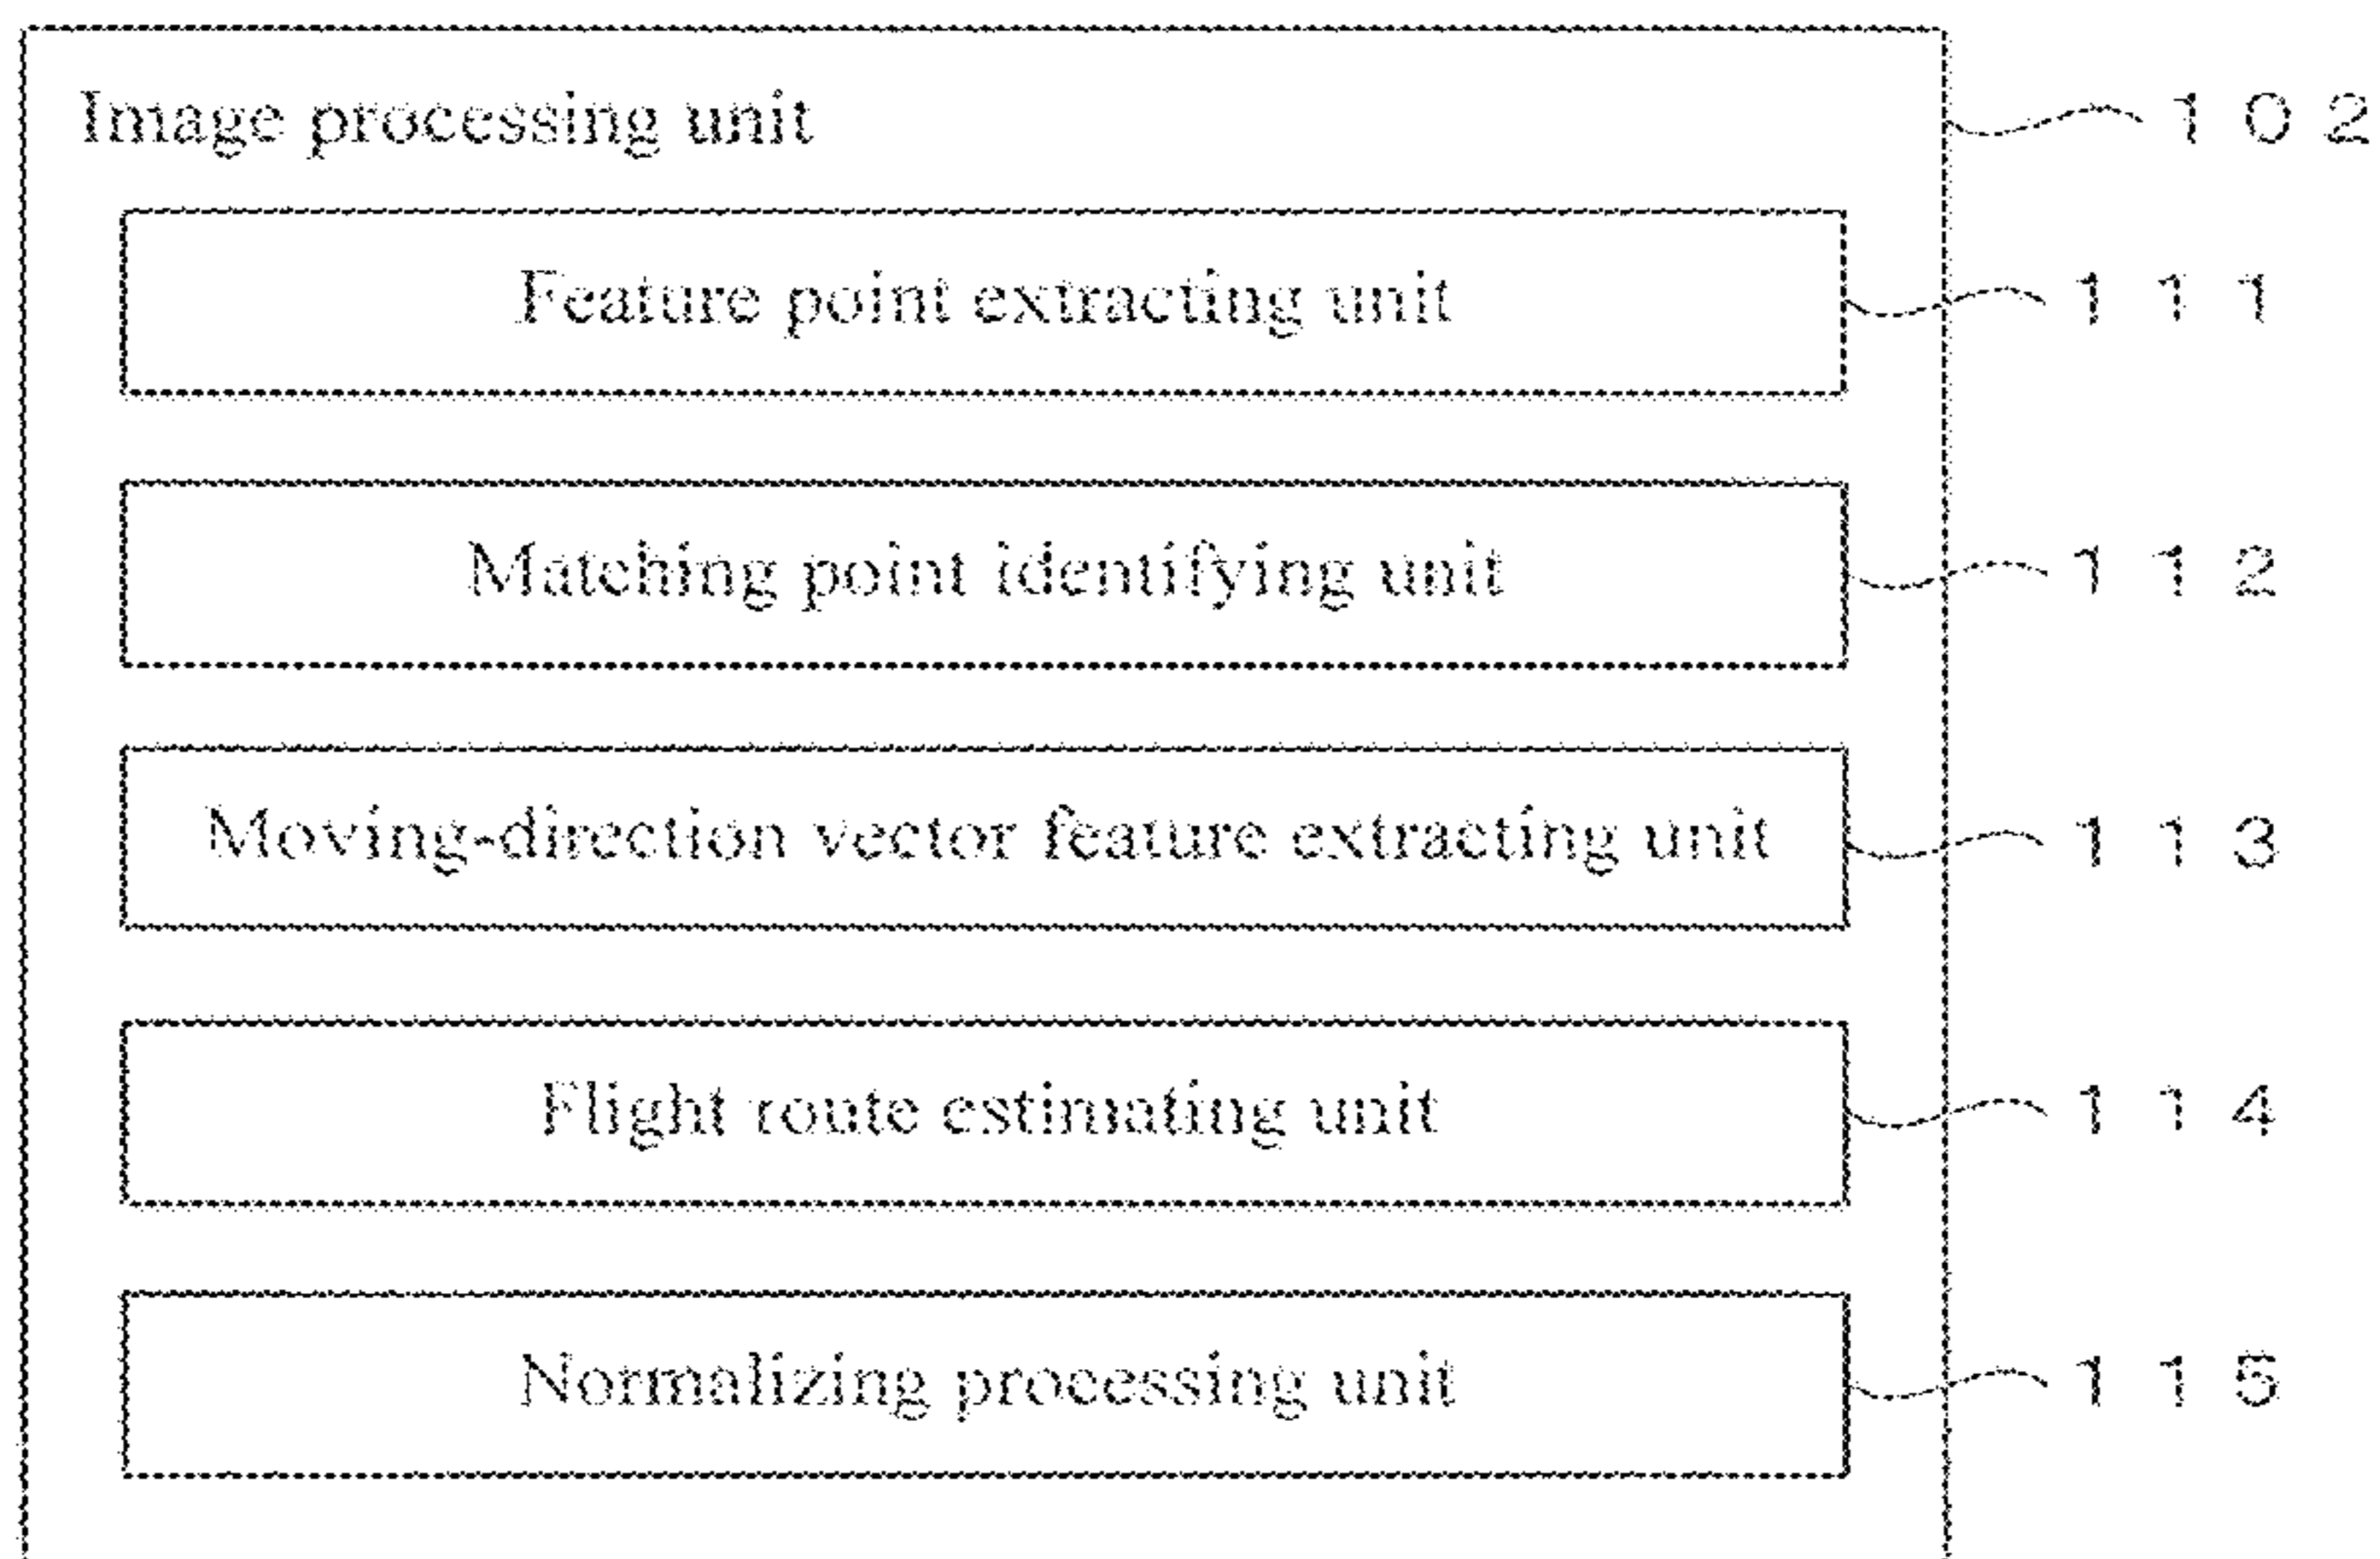 Image processing unit 102
Feature point extracting unit 111
Matching point identifying unit 112
Moving-direction vector feature extracting unit 113
Flight route estimating unit 114
Normalizing processing unit 115